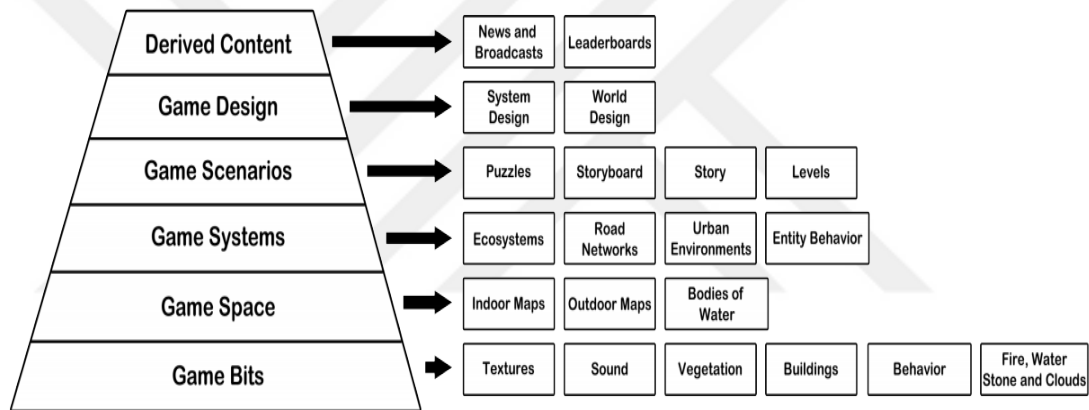 Derived Content
News and
Broadcasts
Leaderboards
Game Design
System
Design
World
Design
Game Scenarios
Puzzles
Storyboard
Story
Levels
Game Systems
Ecosystems
Road
Networks
Urban
Environments
Entity Behavior
Game Space
Indoor Maps
Outdoor Maps
Bodies of
Water
Game Bits
Textures
Sound
Vegetation
Buildings
Behavior
Fire, Water
Stone and Clouds